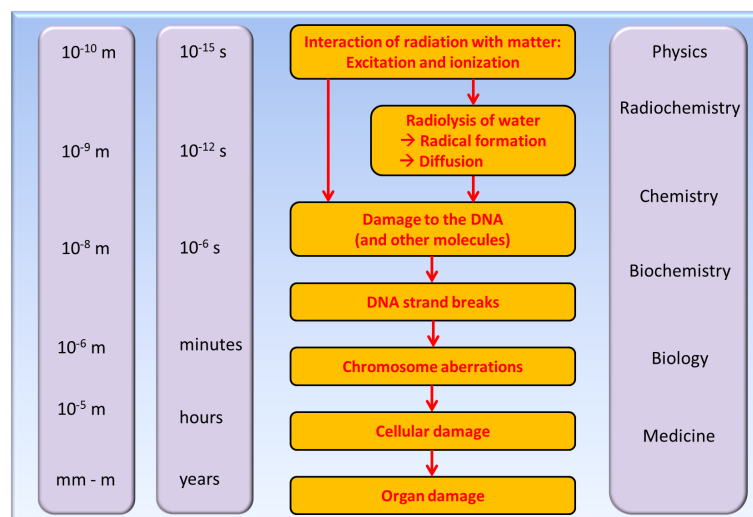 10⁻¹⁰ m
10⁻⁹ m
10⁻⁸ m
10⁻⁶ m
10⁻⁵ m
mm - m
10⁻¹⁵ s
10⁻¹² s
10⁻⁶ s
minutes
hours
years
Interaction of radiation with matter:
Excitation and ionization
Radiolysis of water
→ Radical formation
→ Diffusion
Damage to the DNA
(and other molecules)
DNA strand breaks
Chromosome aberrations
Cellular damage
Organ damage
Physics
Radiochemistry
Chemistry
Biochemistry
Biology
Medicine